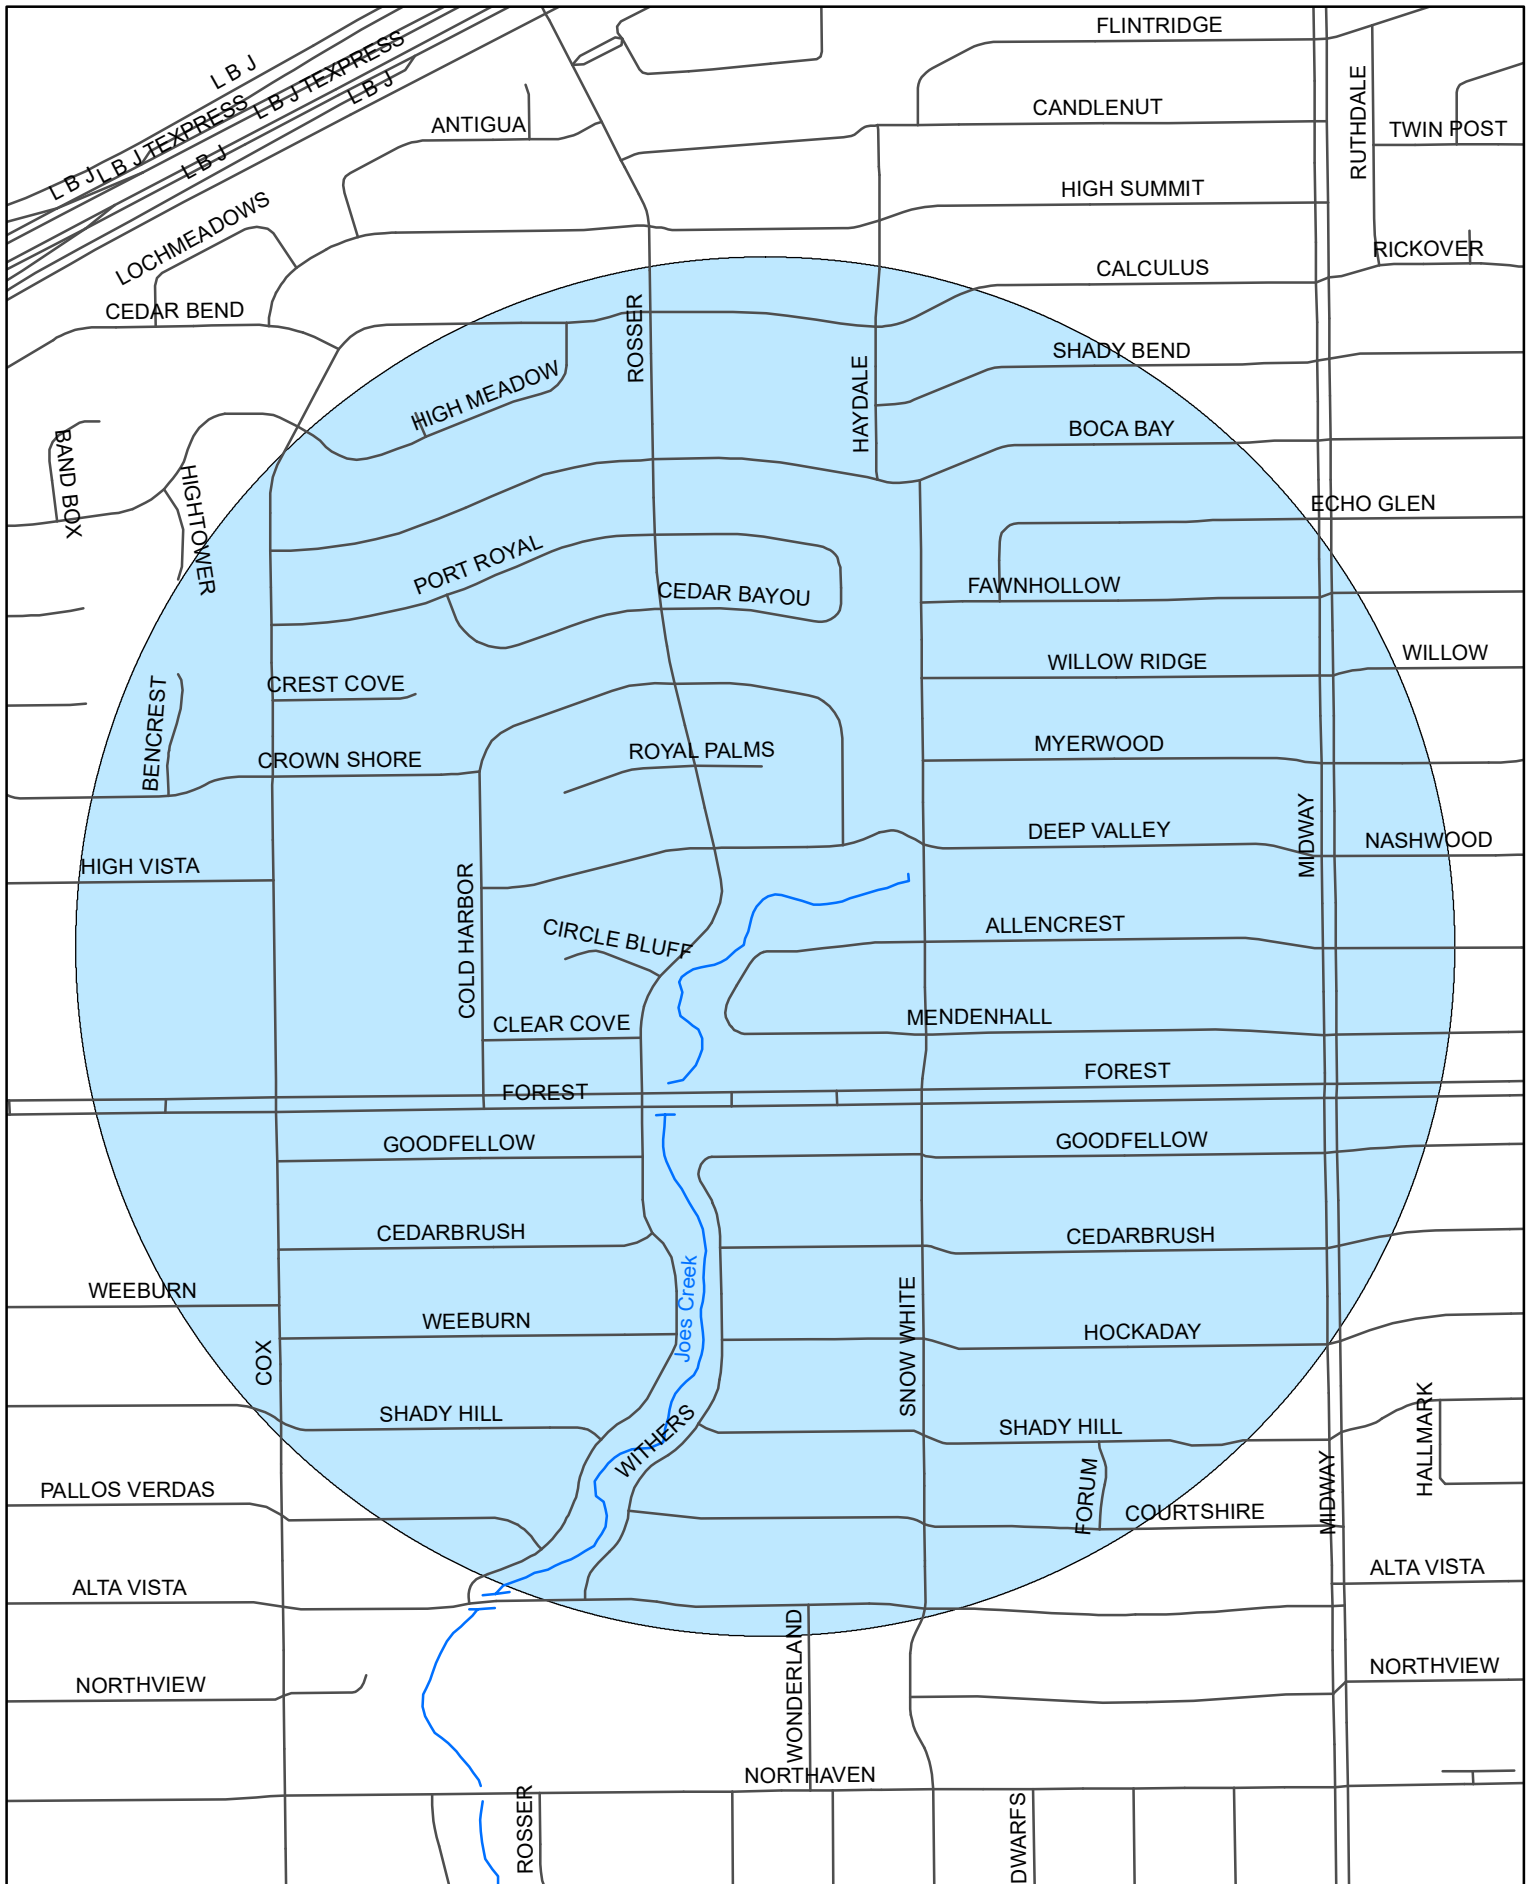 FLINTRIDGE
L B J
L B J TEXPRESS
L B J
RUTHDALE
CANDLENUT
ANTIGUA
TWIN POST
L B J
L B J TEXPRESS
L B J
HIGH SUMMIT
LOCHMEADOWS
RICKOVER
CALCULUS
CEDAR BEND
ROSSER
SHADY BEND
HIGH MEADOW
HAYDALE
BOCA BAY
BAND BOX
HIGHTOWER
ECHO GLEN
PORT ROYAL
CEDAR BAYOU
FAWNHOLLOW
WILLOW RIDGE
WILLOW
CREST COVE
BENCREST
MYERWOOD
ROYAL PALMS
CROWN SHORE
MIDWAY
DEEP VALLEY
NASHWOOD
HIGH VISTA
COLD HARBOR
CIRCLE BLUFF
ALLENCREST
CLEAR COVE
MENDENHALL
FOREST
FOREST
GOODFELLOW
GOODFELLOW
CEDARBRUSH
CEDARBRUSH
WEEBURN
Joes Creek
SNOW WHITE
WEEBURN
HOCKADAY
COX
SHADY HILL
WITHERS
SHADY HILL
HALLMARK
PALLOS VERDAS
FORUM
COURTSHIRE
MIDWAY
ALTA VISTA
ALTA VISTA
WONDERLAND
NORTHVIEW
NORTHVIEW
NORTHAVEN
ROSSER
DWARFS